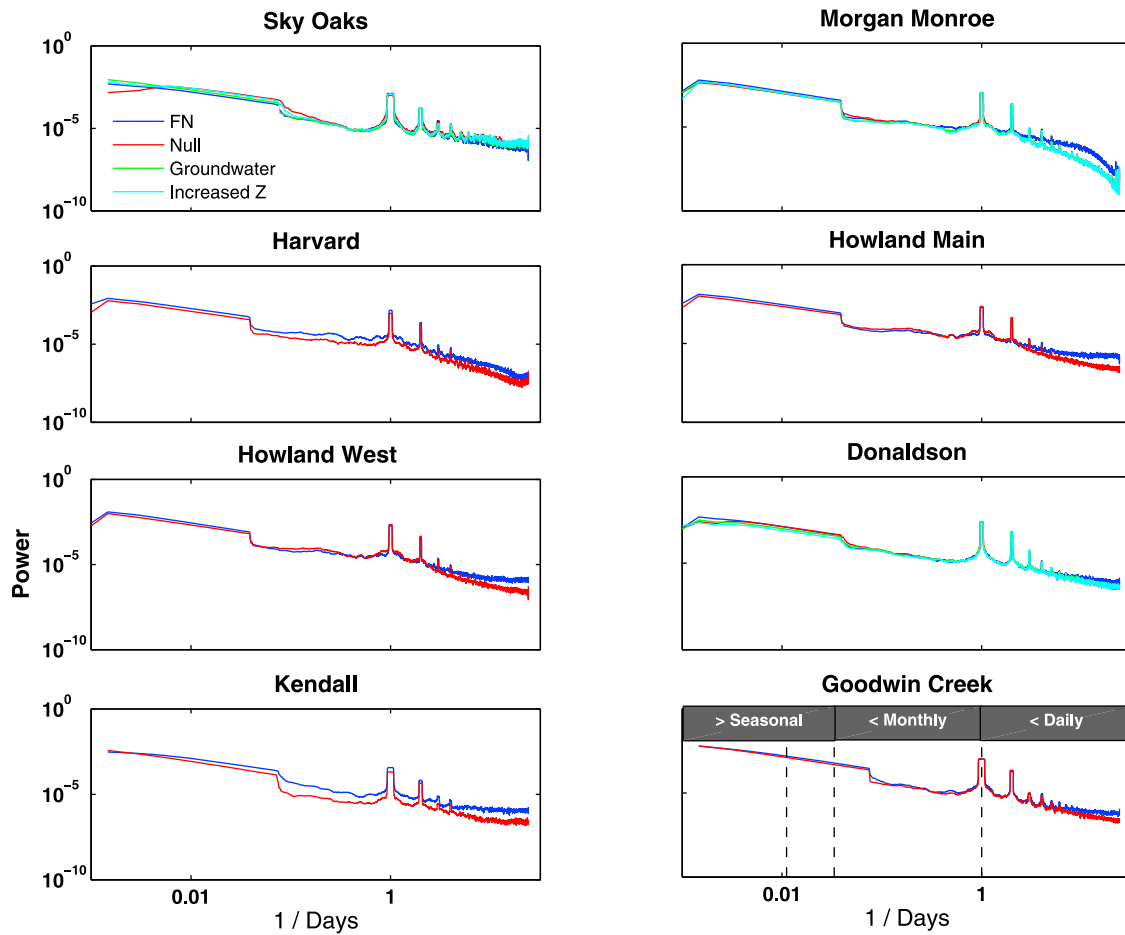 Sky Oaks
10^0
10^-5
10^-10
FN
Null
Groundwater
Increased Z
Morgan Monroe
Harvard
10^0
10^-5
10^-10
Howland Main
Howland West
10^0
10^-5
10^-10
Power
Donaldson
Kendall
10^0
10^-5
10^-10
0.01
1
1 / Days
Goodwin Creek
> Seasonal
< Monthly
< Daily
0.01
1
1 / Days